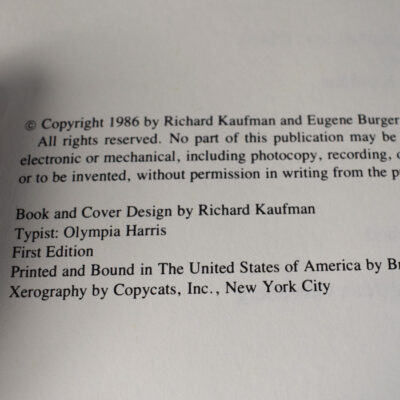 © Copyright 1986 by Richard Kaufman and Eugene Burger
All rights reserved. No part of this publication may be
electronic or mechanical, including photocopy, recording,
or to be invented, without permission in writing from the
Book and Cover Design by Richard Kaufman
Typist: Olympia Harris
First Edition
Printed and Bound in The United States of America by
Xerography by Copycats, Inc., New York City